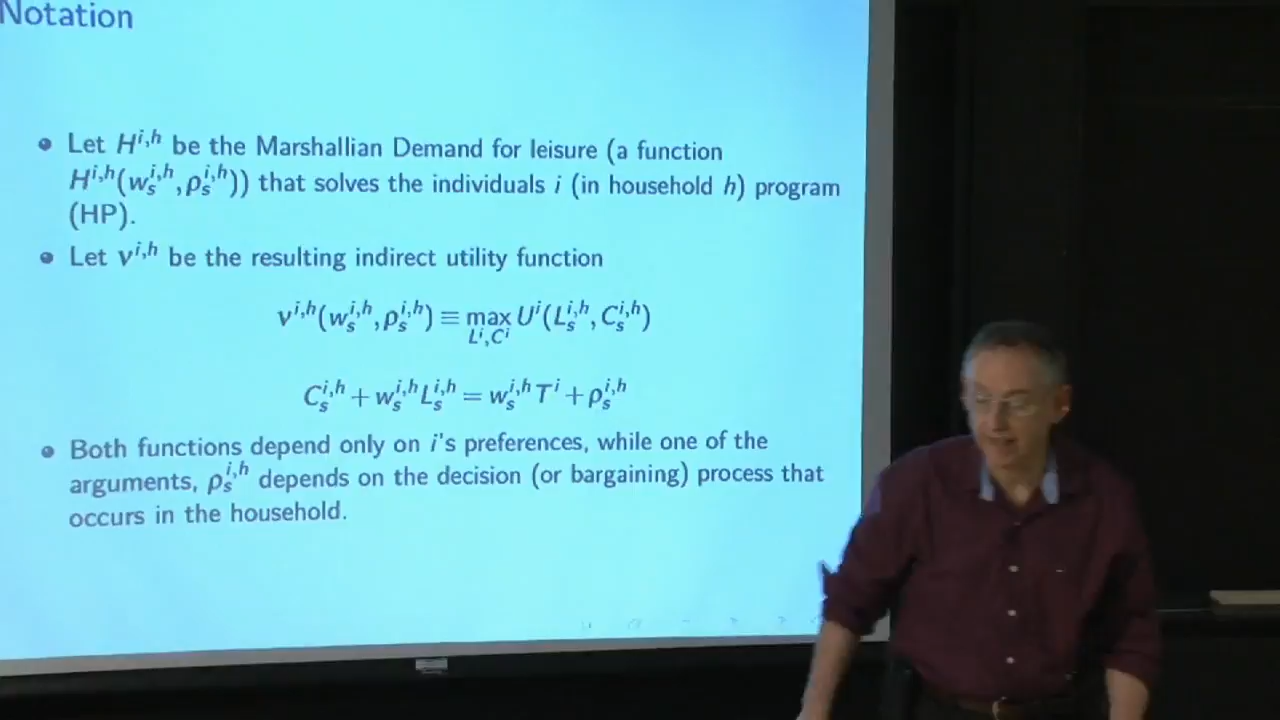 Notation
• Let H^{i,h} be the Marshallian Demand for leisure (a function
H^{i,h}(w_s^{i,h}, ρ_s^{i,h})) that solves the individuals i (in household h) program
(HP).
• Let v^{i,h} be the resulting indirect utility function
v^{i,h}(w_s^{i,h}, ρ_s^{i,h}) ≡ max_{L^i,C^i} U^i(L_s^{i,h}, C_s^{i,h})
C_s^{i,h} + w_s^{i,h} L_s^{i,h} = w_s^{i,h} T^i + ρ_s^{i,h}
• Both functions depend only on i's preferences, while one of the
arguments, ρ_s^{i,h} depends on the decision (or bargaining) process that
occurs in the household.